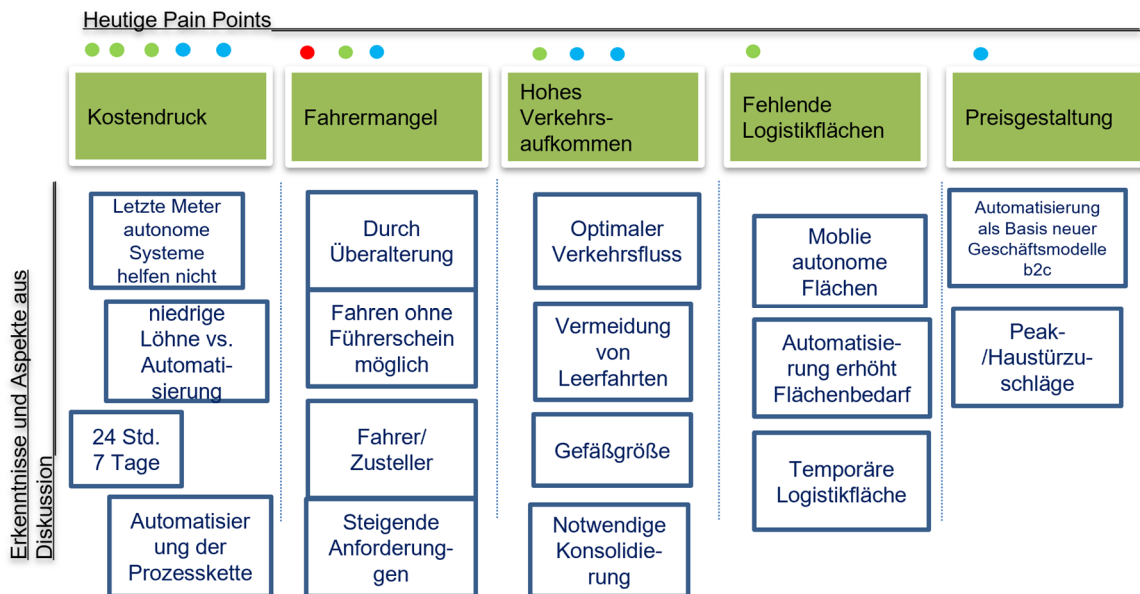 Heutige Pain Points
Kostendruck
Fahrermangel
Hohes
Verkehrs-
aufkommen
Fehlende
Logistikflächen
Preisgestaltung
Erkenntnisse und Aspekte aus
Diskussion
Letzte Meter
autonome
Systeme
helfen nicht
niedrige
Löhne vs.
Automati-
sierung
24 Std.
7 Tage
Automatisier
ung der
Prozesskette
Durch
Überalterung
Fahren ohne
Führerschein
möglich
Fahrer/
Zusteller
Steigende
Anforderung-
gen
Optimaler
Verkehrsfluss
Vermeidung
von
Leerfahrten
Gefäßgröße
Notwendige
Konsolidie-
rung
Moblie
autonome
Flächen
Automatisie-
rung erhöht
Flächenbedarf
Temporäre
Logistikfläche
Automatisierung
als Basis neuer
Geschäftsmodelle
b2c
Peak-
/Haustürzu-
schläge